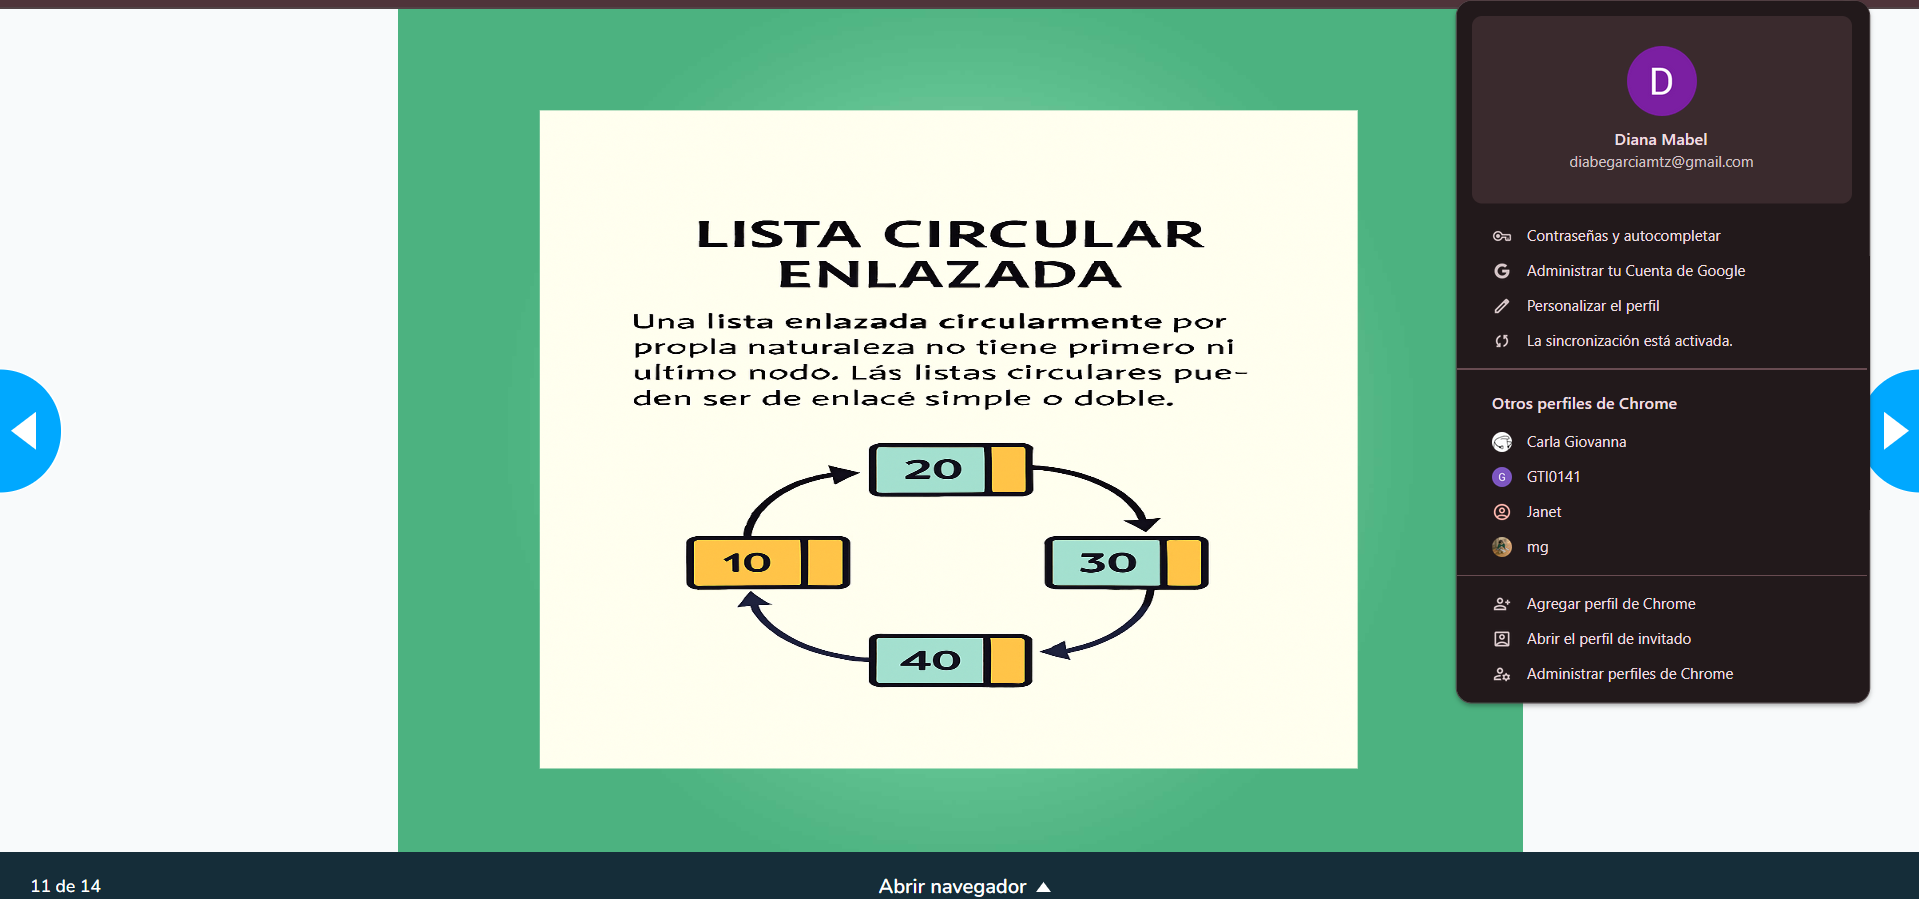 LISTA CIRCULAR
ENLAZADA
Una lista enlazada circularmente por
propla naturaleza no tiene primero ni
ultimo nodo. Lás listas circulares pue-
den ser de enlacé simple o doble.
20
10
30
40
D
Diana Mabel
diabegarciamtz@gmail.com
Contraseñas y autocompletar
Administrar tu Cuenta de Google
Personalizar el perfil
La sincronización está activada.
Otros perfiles de Chrome
Carla Giovanna
G GTI0141
Janet
mg
Agregar perfil de Chrome
Abrir el perfil de invitado
Administrar perfiles de Chrome
11 de 14
Abrir navegador